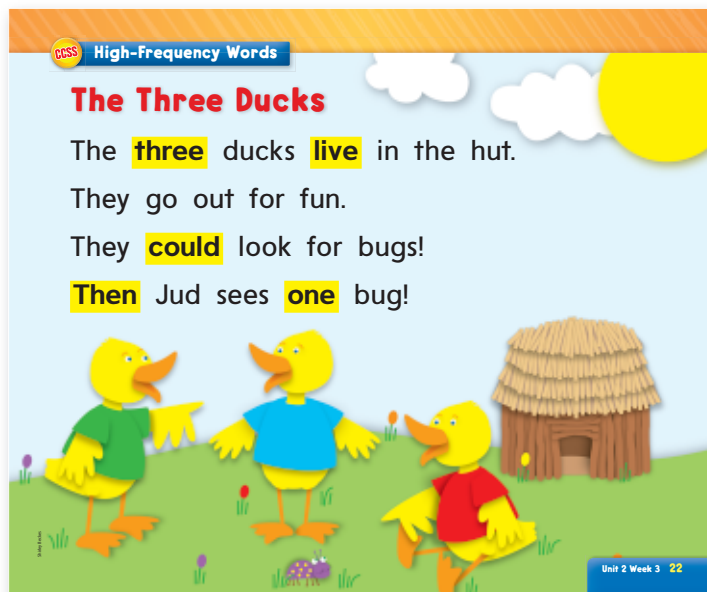 CCSS High-Frequency Words
The Three Ducks
The three ducks live in the hut.
They go out for fun.
They could look for bugs!
Then Jud sees one bug!
Unit 2 Week 3 22